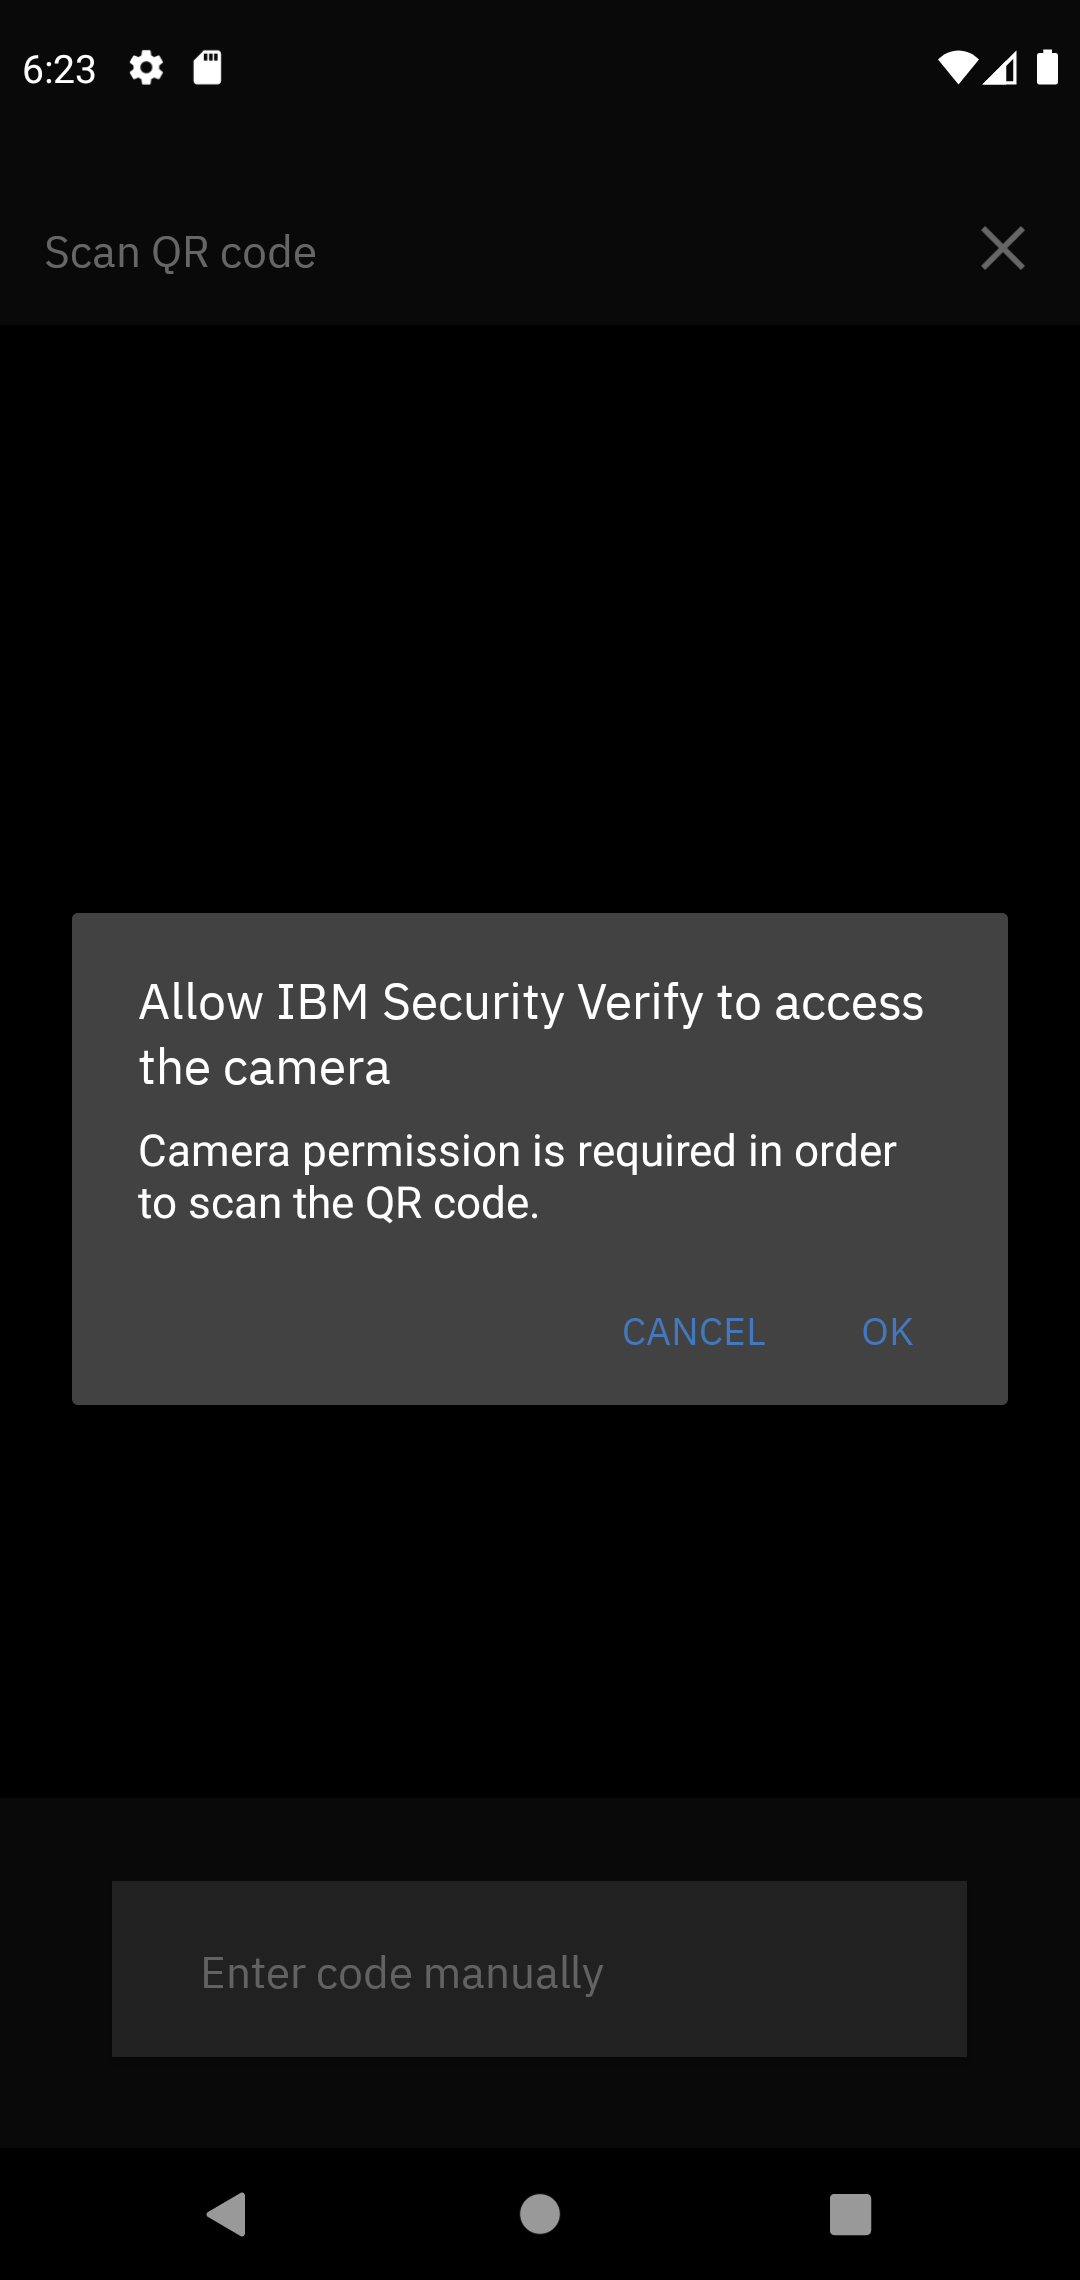 6:23
Scan QR code
Allow IBM Security Verify to access
the camera
Camera permission is required in order
to scan the QR code.
CANCEL OK
Enter code manually